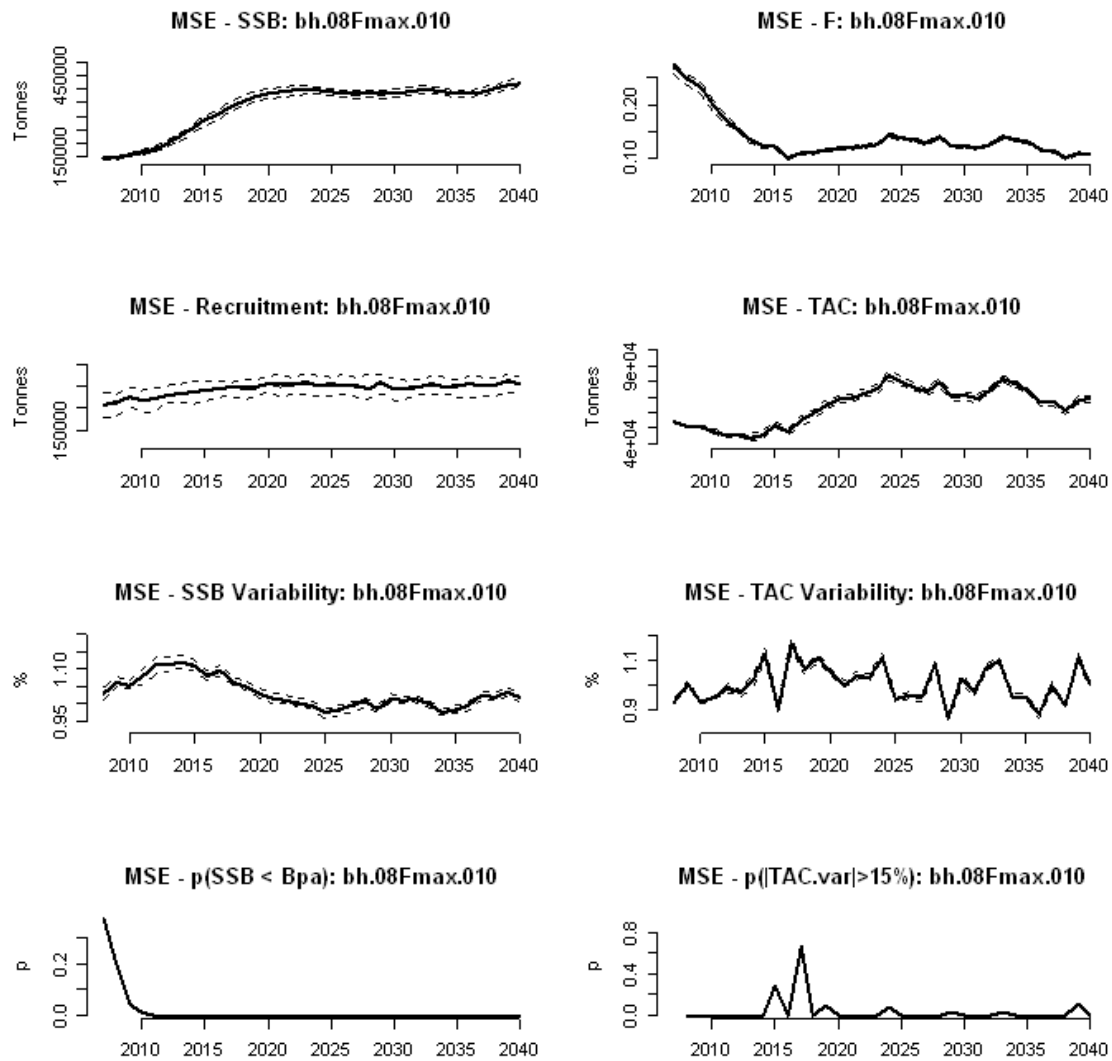 MSE - SSB: bh.08Fmax.010
Tonnes
150000 450000
2010 2015 2020 2025 2030 2035 2040
MSE - F: bh.08Fmax.010
0.10 0.20
2010 2015 2020 2025 2030 2035 2040
MSE - Recruitment: bh.08Fmax.010
Tonnes
150000
2010 2015 2020 2025 2030 2035 2040
MSE - TAC: bh.08Fmax.010
Tonnes
4e+04 9e+04
2010 2015 2020 2025 2030 2035 2040
MSE - SSB Variability: bh.08Fmax.010
%
0.95 1.10
2010 2015 2020 2025 2030 2035 2040
MSE - TAC Variability: bh.08Fmax.010
%
0.9 1.1
2010 2015 2020 2025 2030 2035 2040
MSE - p(SSB < Bpa): bh.08Fmax.010
p
0.0 0.2
2010 2015 2020 2025 2030 2035 2040
MSE - p(|TAC.var|>15%): bh.08Fmax.010
p
0.0 0.4 0.8
2010 2015 2020 2025 2030 2035 2040